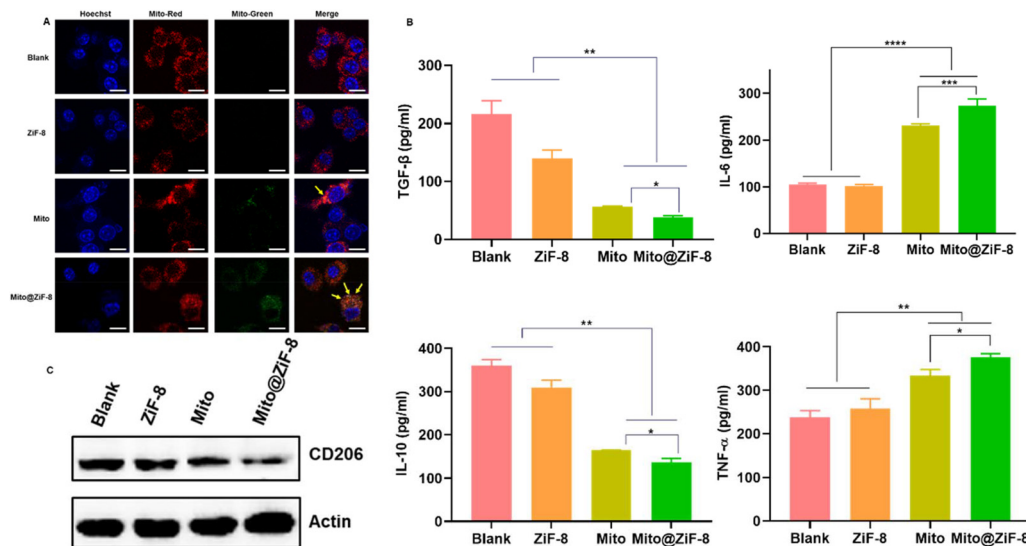 A
Hoechst Mito-Red Mito-Green Merge
Blank
ZiF-8
Mito
Mito@ZiF-8
B
TGF-β (pg/ml)
300
200
100
0
**
*
Blank ZiF-8 Mito Mito@ZiF-8
IL-6 (pg/ml)
300
200
100
0
****
***
Blank ZiF-8 Mito Mito@ZiF-8
IL-10 (pg/ml)
400
300
200
100
0
**
*
Blank ZiF-8 Mito Mito@ZiF-8
TNF-α (pg/ml)
400
300
200
100
0
**
*
Blank ZiF-8 Mito Mito@ZiF-8
C
Blank ZiF-8 Mito Mito@ZiF-8
CD206
Actin